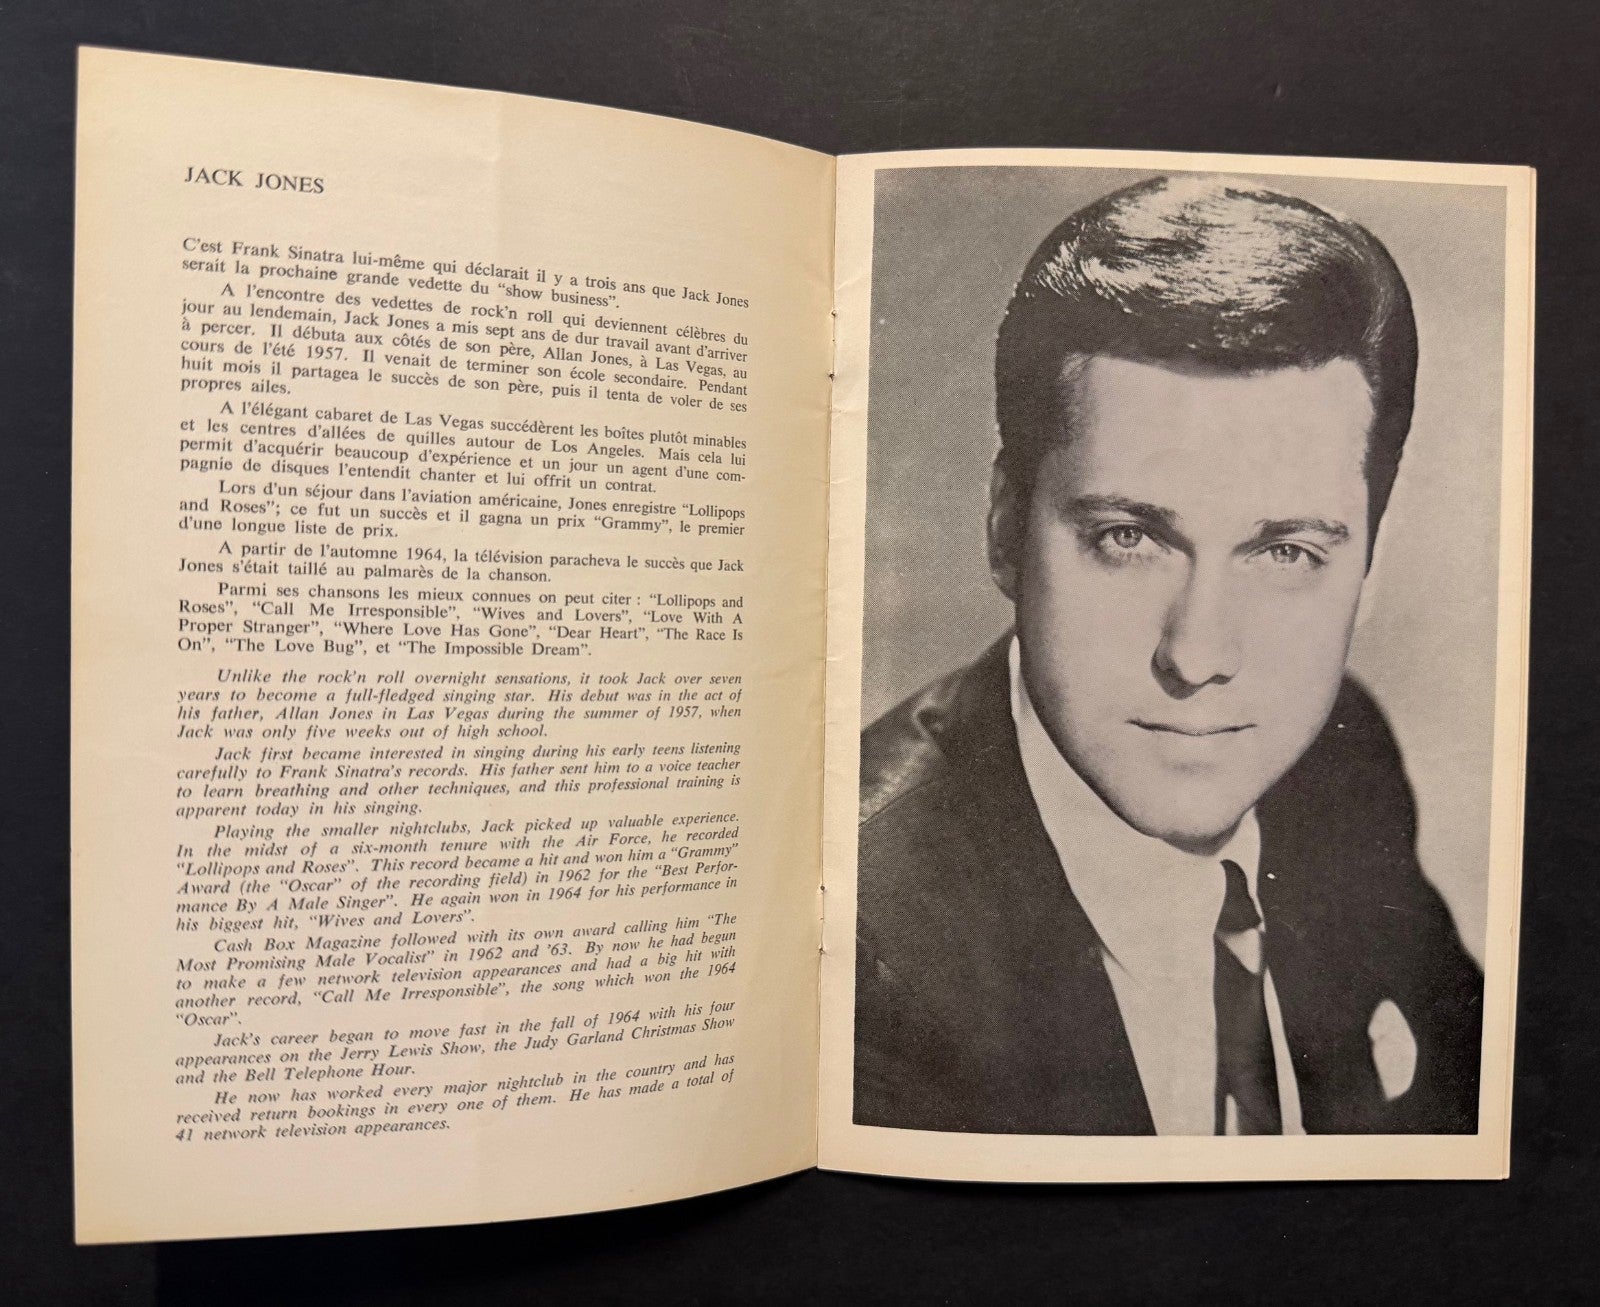 JACK JONES
C'est Frank Sinatra lui-même qui déclarait il y a trois ans que Jack Jones
serait la prochaine grande vedette du “show business”.
A l'encontre des vedettes de rock'n roll qui deviennent célèbres du
jour au lendemain, Jack Jones a mis sept ans de dur travail avant d'arriver
à percer. Il débuta aux côtés de son père, Allan Jones, à Las Vegas, au
cours de l'été 1957. Il venait de terminer son école secondaire. Pendant
huit mois il partagea le succès de son père, puis il tenta de voler de ses
propres ailes.
A l'élégant cabaret de Las Vegas succédèrent les boîtes plutôt minables
et les centres d'allées de quilles autour de Los Angeles. Mais cela lui
permit d'acquérir beaucoup d'expérience et un jour un agent d'une com-
pagnie de disques l'entendit chanter et lui offrit un contrat.
Lors d'un séjour dans l'aviation américaine, Jones enregistre “Lollipops
and Roses”; ce fut un succès et il gagna un prix “Grammy”, le premier
d'une longue liste de prix.
A partir de l'automne 1964, la télévision paracheva le succès que Jack
Jones s'était taillé au palmarès de la chanson.
Parmi ses chansons les mieux connues on peut citer : “Lollipops and
Roses”, “Call Me Irresponsible”, “Wives and Lovers”, “Love With A
Proper Stranger”, “Where Love Has Gone”, “Dear Heart”, “The Race Is
On”, “The Love Bug”, et “The Impossible Dream”.
Unlike the rock'n roll overnight sensations, it took Jack over seven
years to become a full-fledged singing star. His debut was in the act of
his father, Allan Jones in Las Vegas during the summer of 1957, when
Jack was only five weeks out of high school.
Jack first became interested in singing during his early teens listening
carefully to Frank Sinatra's records. His father sent him to a voice teacher
to learn breathing and other techniques, and this professional training is
apparent today in his singing.
Playing the smaller nightclubs, Jack picked up valuable experience.
In the midst of a six-month tenure with the Air Force, he recorded
“Lollipops and Roses”. This record became a hit and won him a “Grammy”
Award (the “Oscar” of the recording field) in 1962 for the “Best Perfor-
mance By A Male Singer”. He again won in 1964 for his performance in
his biggest hit, “Wives and Lovers”.
Cash Box Magazine followed with its own award calling him “The
Most Promising Male Vocalist” in 1962 and '63. By now he had begun
to make a few network television appearances and had a big hit with
another record, “Call Me Irresponsible”, the song which won the 1964
“Oscar”.
Jack's career began to move fast in the fall of 1964 with his four
appearances on the Jerry Lewis Show, the Judy Garland Christmas Show
and the Bell Telephone Hour.
He now has worked every major nightclub in the country and has
received return bookings in every one of them. He has made a total of
41 network television appearances.